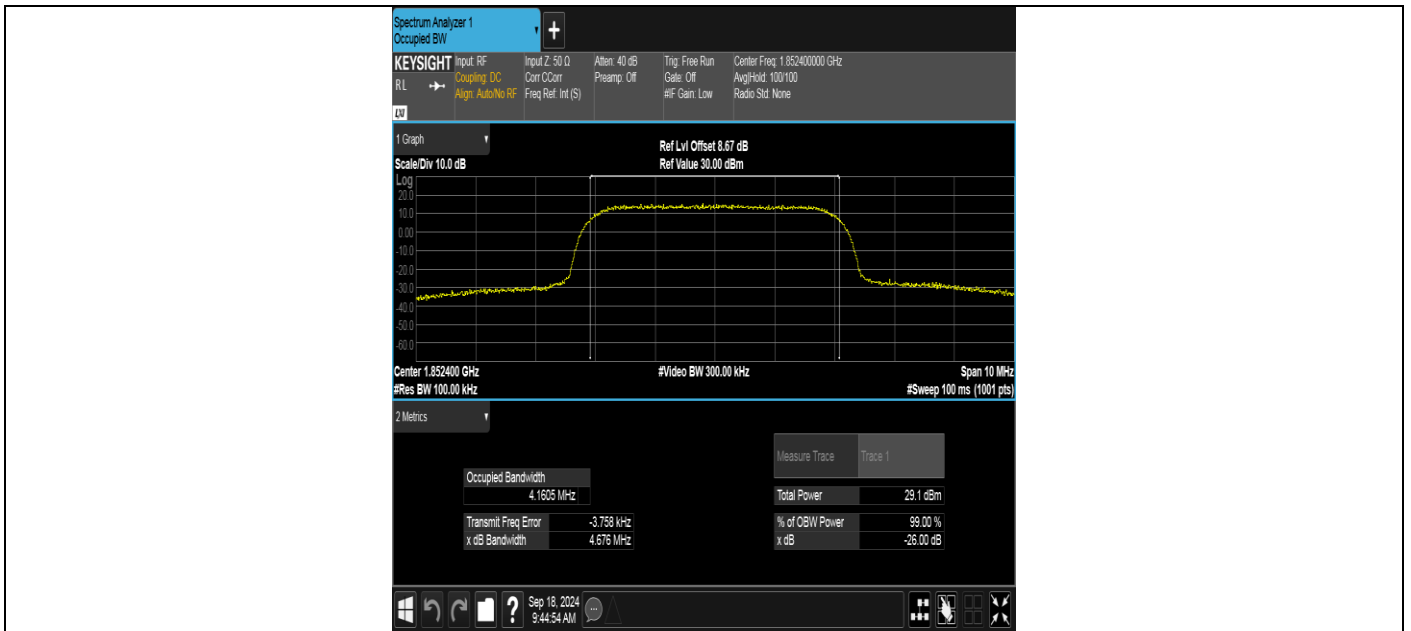 Spectrum Analyzer 1
Occupied BW
+
KEYSIGHT
RL
LXI
Input: RF
Coupling: DC
Align: Auto/No RF
Input Z: 50 Ω
Corr CCorr
Freq Ref: Int (S)
Atten: 40 dB
Preamp: Off
Trig: Free Run
Gate: Off
#IF Gain: Low
Center Freq: 1.852400000 GHz
Avg|Hold: 100/100
Radio Std: None
1 Graph
Scale/Div 10.0 dB
Ref Lvl Offset 8.67 dB
Ref Value 30.00 dBm
Log
20.0
10.0
0.00
-10.0
-20.0
-30.0
-40.0
-50.0
-60.0
Center 1.852400 GHz
#Video BW 300.00 kHz
Span 10 MHz
#Res BW 100.00 kHz
#Sweep 100 ms (1001 pts)
2 Metrics
Measure Trace Trace 1
Occupied Bandwidth
4.1605 MHz
Total Power 29.1 dBm
Transmit Freq Error -3.758 kHz
% of OBW Power 99.00 %
x dB Bandwidth 4.676 MHz
x dB -26.00 dB
?
Sep 18, 2024
9:44:54 AM